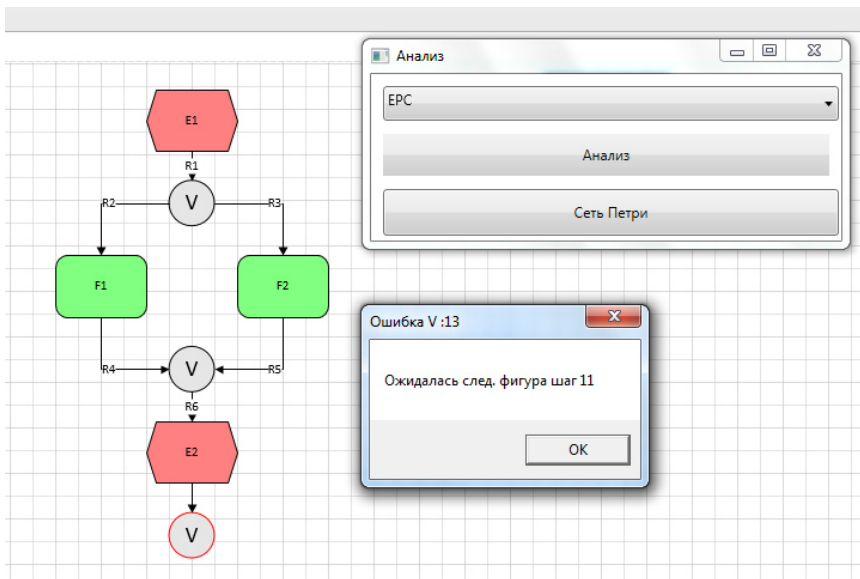 E1
R1
R2
V
R3
F1
F2
R4
V
R5
R6
E2
V
Анализ
EPC
Анализ
Сеть Петри
Ошибка V :13
Ожидалась след. фигура шаг 11
OK